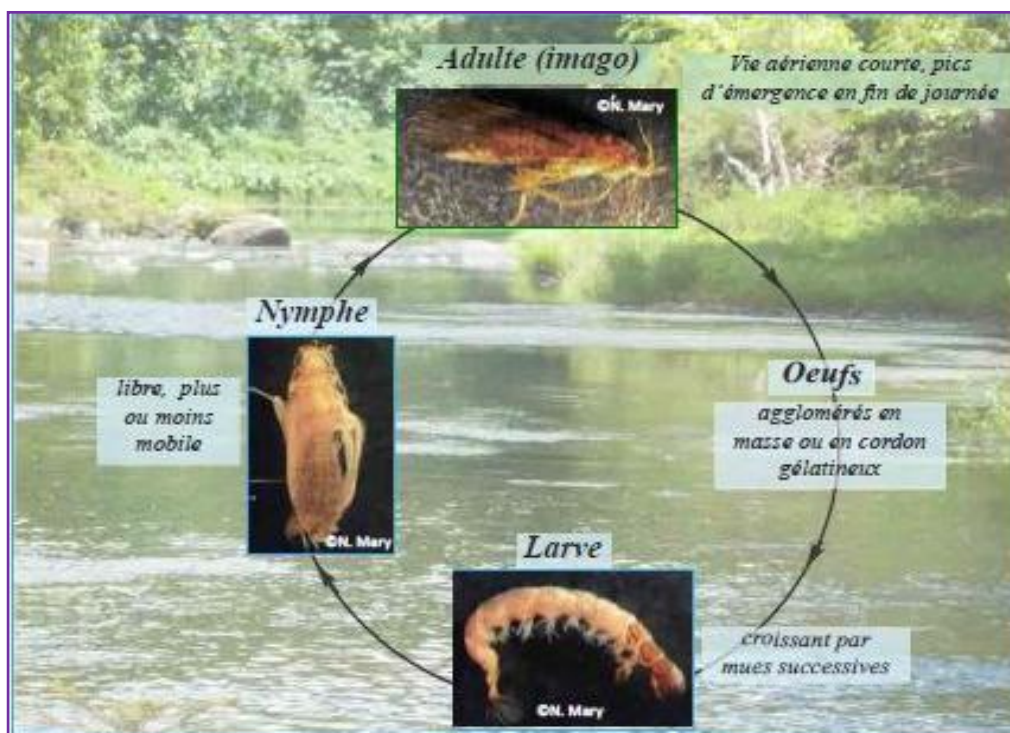 Adulte (imago)
©N. Mary
Vie aérienne courte, pics
d'émergence en fin de journée
Oeufs
agglomérés en
masse ou en cordon
gélatineux
Larve
©N. Mary
croissant par
mues successives
Nymphe
libre, plus
ou moins
mobile
©N. Mary